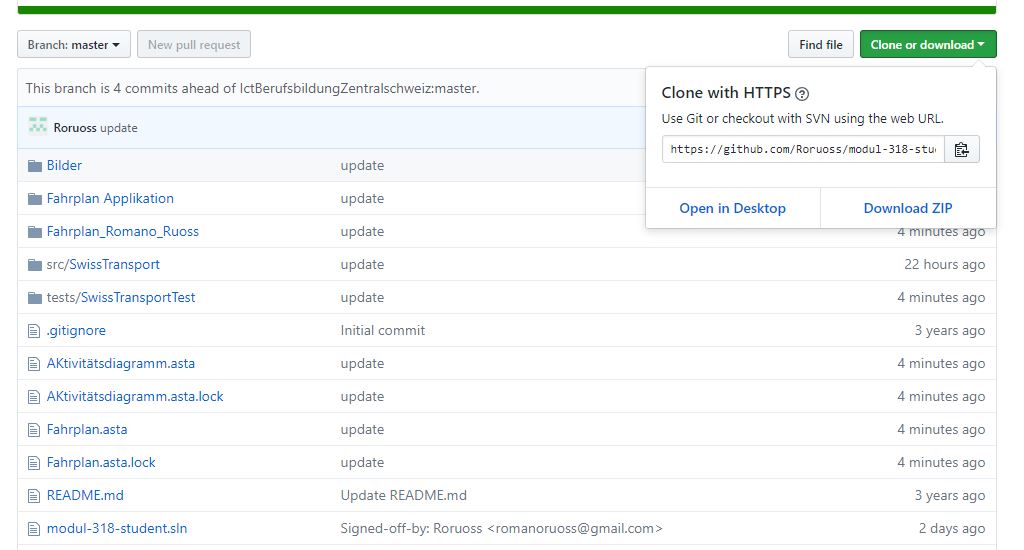 Branch: master
New pull request
Find file
Clone or download
This branch is 4 commits ahead of IctBerufsbildungZentralschweiz:master.
Clone with HTTPS
Use Git or checkout with SVN using the web URL.
https://github.com/Roruoss/modul-318-stu
Open in Desktop
Download ZIP
Roruoss update
Bilder update
Fahrplan Applikation update
Fahrplan_Romano_Ruoss update 4 minutes ago
src/SwissTransport update 22 hours ago
tests/SwissTransportTest update 4 minutes ago
.gitignore Initial commit 3 years ago
AKtivitätsdiagramm.asta update 4 minutes ago
AKtivitätsdiagramm.asta.lock update 4 minutes ago
Fahrplan.asta update 4 minutes ago
Fahrplan.asta.lock update 4 minutes ago
README.md Update README.md 3 years ago
modul-318-student.sln Signed-off-by: Roruoss <romanoruoss@gmail.com> 2 days ago